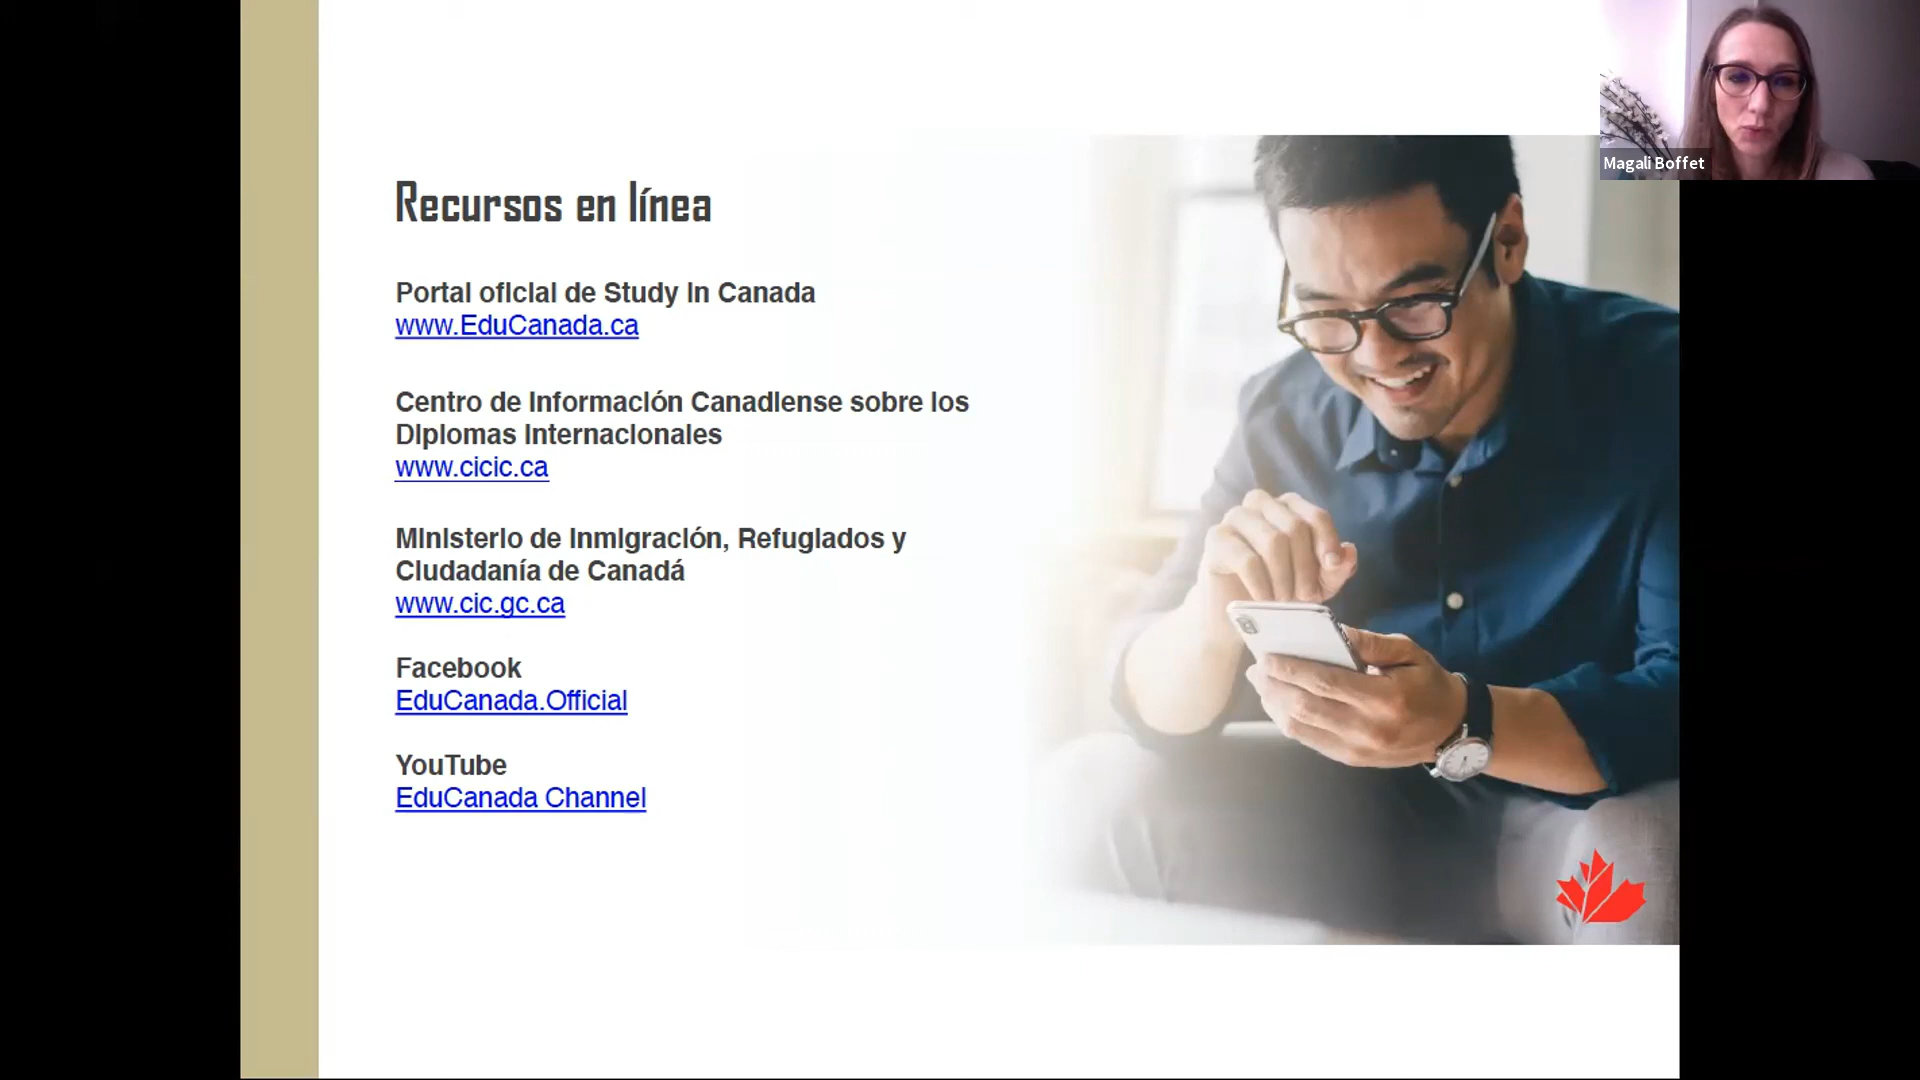 Magali Boffet
Recursos en línea
Portal oficial de Study in Canada
www.EduCanada.ca
Centro de Información Canadiense sobre los
Diplomas Internacionales
www.cicic.ca
Ministerio de Inmigración, Refugiados y
Ciudadanía de Canadá
www.cic.gc.ca
Facebook
EduCanada.Official
YouTube
EduCanada Channel